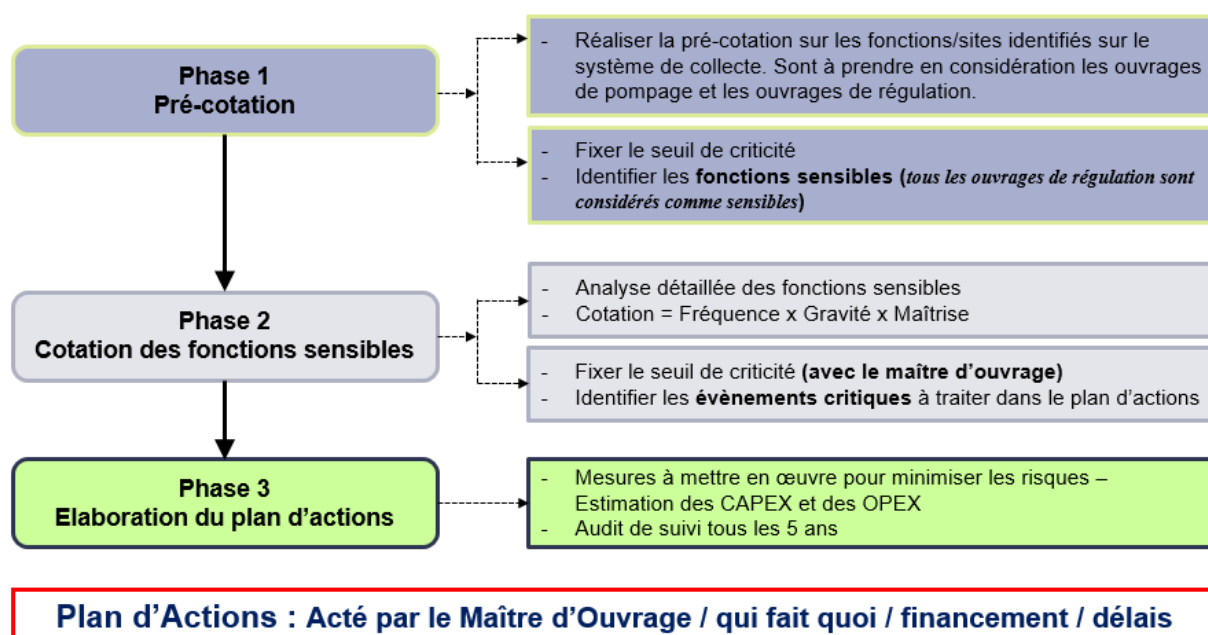 Phase 1
Pré-cotation
- Réaliser la pré-cotation sur les fonctions/sites identifiés sur le
système de collecte. Sont à prendre en considération les ouvrages
de pompage et les ouvrages de régulation.
- Fixer le seuil de criticité
- Identifier les fonctions sensibles (tous les ouvrages de régulation sont
considérés comme sensibles)
Phase 2
Cotation des fonctions sensibles
- Analyse détaillée des fonctions sensibles
- Cotation = Fréquence x Gravité x Maîtrise
- Fixer le seuil de criticité (avec le maître d’ouvrage)
- Identifier les évènements critiques à traiter dans le plan d’actions
Phase 3
Elaboration du plan d’actions
- Mesures à mettre en œuvre pour minimiser les risques –
Estimation des CAPEX et des OPEX
- Audit de suivi tous les 5 ans
Plan d’Actions : Acté par le Maître d’Ouvrage / qui fait quoi / financement / délais